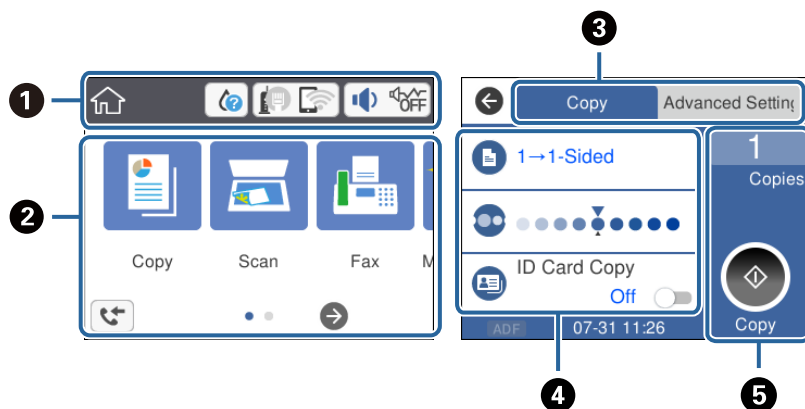 3
1
OFF
Copy
Advanced Setting
1→1-Sided
1
Copies
2
Copy
Scan
Fax
M
ID Card Copy
Off
ADF
07-31 11:26
Copy
4
5